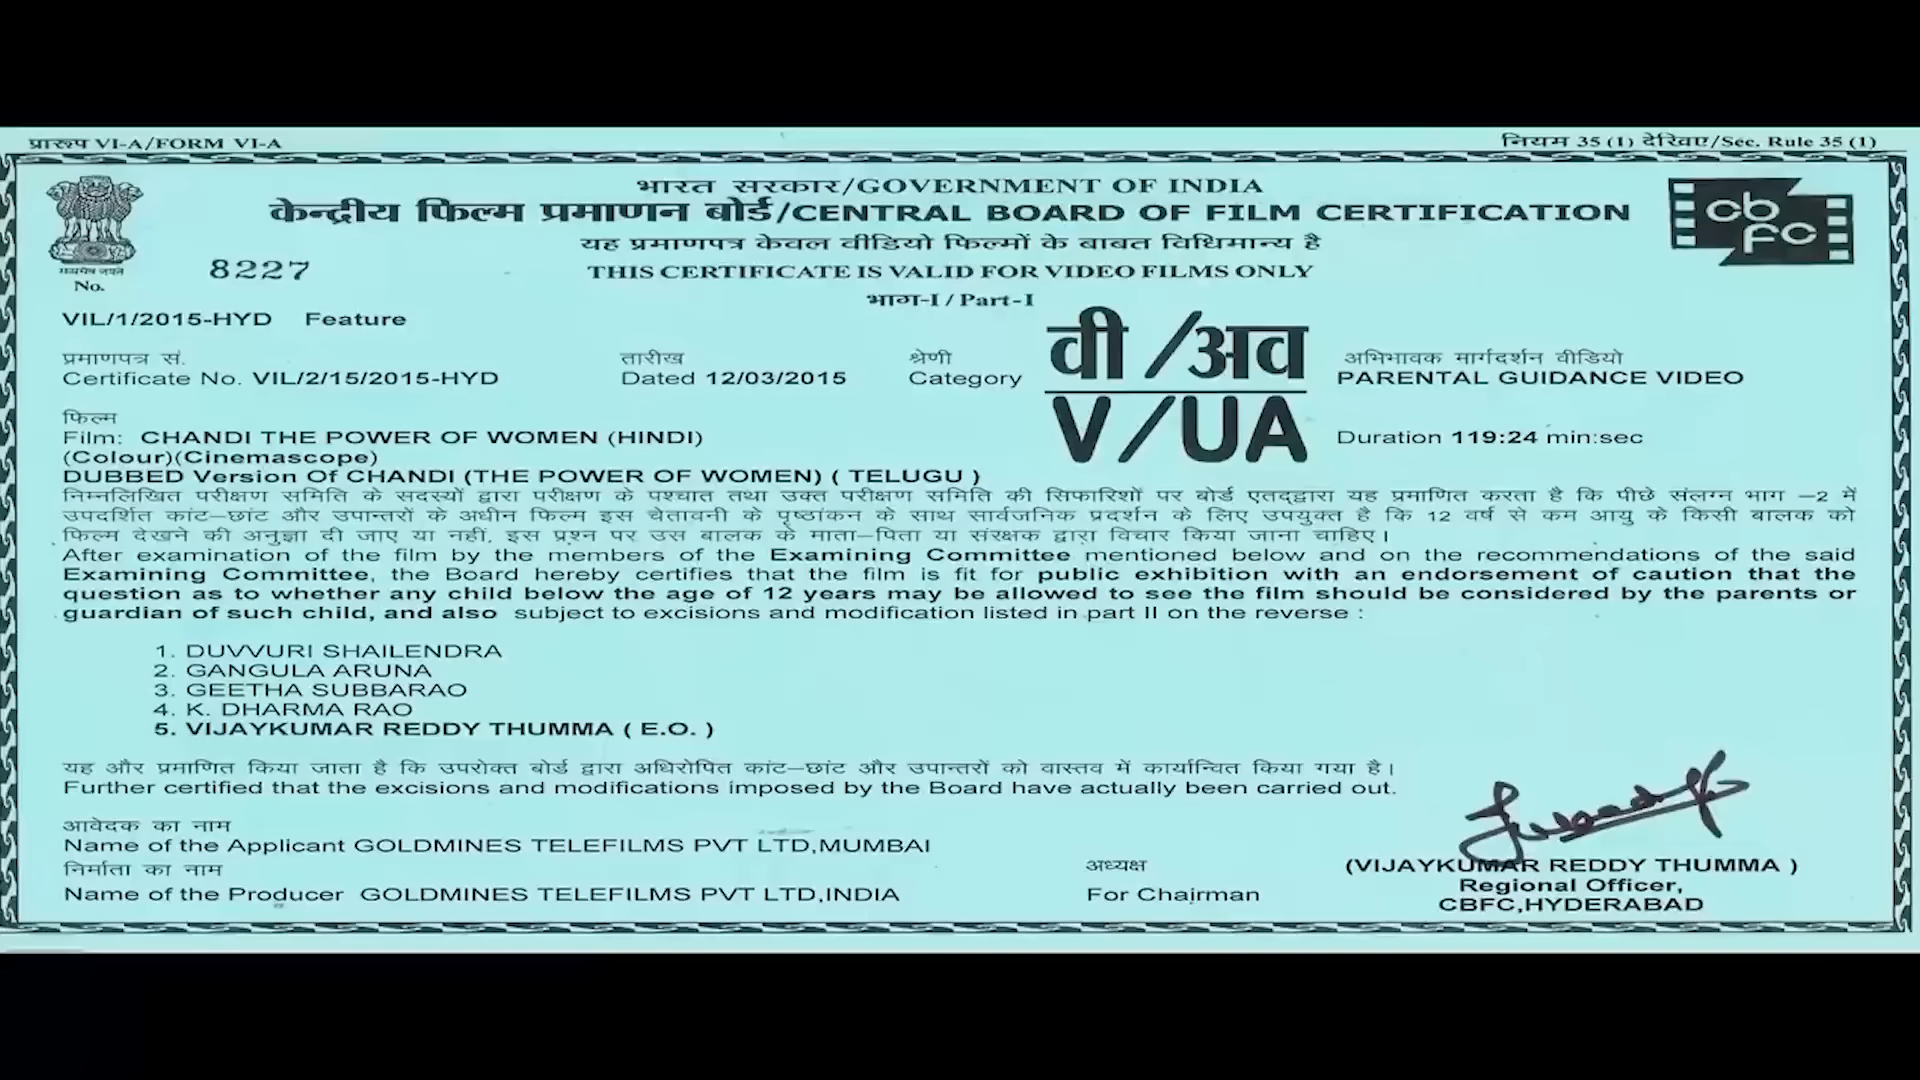 प्रारूप VI-A/FORM VI-A
नियम 35 (1) देखिए/Sec. Rule 35 (1)
भारत सरकार/GOVERNMENT OF INDIA
केन्द्रीय फिल्म प्रमाणन बोर्ड/CENTRAL BOARD OF FILM CERTIFICATION
cb
fc
यह प्रमाणपत्र केवल वीडियो फिल्मों के बाबत विधिमान्य है
सत्यमेव जयते
No. 8227
THIS CERTIFICATE IS VALID FOR VIDEO FILMS ONLY
भाग-I / Part-I
VIL/1/2015-HYD Feature
प्रमाणपत्र सं. तारीख श्रेणी वी/अव अभिभावक मार्गदर्शन वीडियो
Certificate No. VIL/2/15/2015-HYD Dated 12/03/2015 Category V/UA PARENTAL GUIDANCE VIDEO
फिल्म
Film: CHANDI THE POWER OF WOMEN (HINDI) Duration 119:24 min:sec
(Colour)(Cinemascope)
DUBBED Version Of CHANDI (THE POWER OF WOMEN) ( TELUGU )
निम्नलिखित परीक्षण समिति के सदस्यों द्वारा परीक्षण के पश्चात तथा उक्त परीक्षण समिति की सिफारिशों पर बोर्ड एतद्द्वारा यह प्रमाणित करता है कि पीछे संलग्न भाग –2 में
उपदर्शित कांट–छांट और उपान्तरों के अधीन फिल्म इस चेतावनी के पृष्ठांकन के साथ सार्वजनिक प्रदर्शन के लिए उपयुक्त है कि 12 वर्ष से कम आयु के किसी बालक को
फिल्म देखने की अनुज्ञा दी जाए या नहीं, इस प्रश्न पर उस बालक के माता–पिता या संरक्षक द्वारा विचार किया जाना चाहिए।
After examination of the film by the members of the Examining Committee mentioned below and on the recommendations of the said
Examining Committee, the Board hereby certifies that the film is fit for public exhibition with an endorsement of caution that the
question as to whether any child below the age of 12 years may be allowed to see the film should be considered by the parents or
guardian of such child, and also subject to excisions and modification listed in part II on the reverse :
1. DUVVURI SHAILENDRA
2. GANGULA ARUNA
3. GEETHA SUBBARAO
4. K. DHARMA RAO
5. VIJAYKUMAR REDDY THUMMA ( E.O. )
यह और प्रमाणित किया जाता है कि उपरोक्त बोर्ड द्वारा अधिरोपित कांट–छांट और उपान्तरों को वास्तव में कार्यान्वित किया गया है।
Further certified that the excisions and modifications imposed by the Board have actually been carried out.
आवेदक का नाम
Name of the Applicant GOLDMINES TELEFILMS PVT LTD,MUMBAI
निर्माता का नाम
Name of the Producer GOLDMINES TELEFILMS PVT LTD,INDIA
अध्यक्ष
For Chairman
(VIJAYKUMAR REDDY THUMMA )
Regional Officer,
CBFC,HYDERABAD